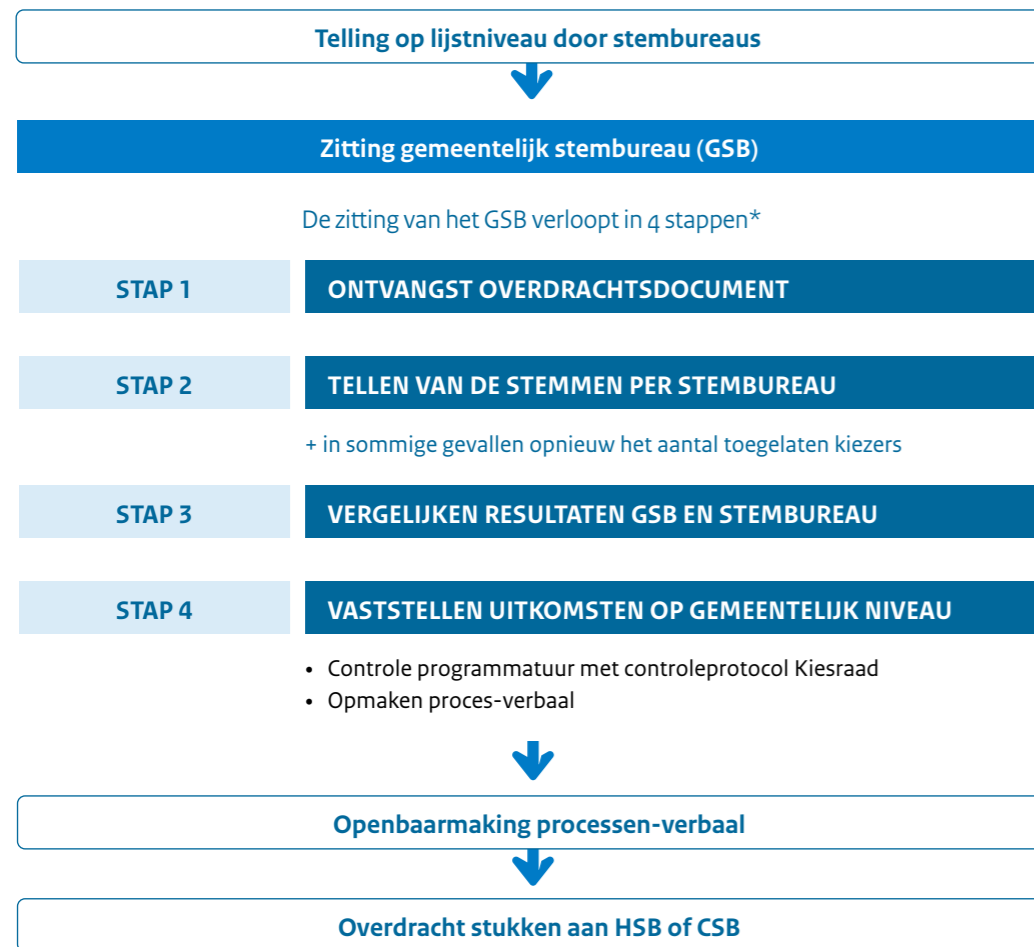 Telling op lijstniveau door stembureaus
Zitting gemeentelijk stembureau (GSB)
De zitting van het GSB verloopt in 4 stappen*
STAP 1
ONTVANGST OVERDRACHTSDOCUMENT
STAP 2
TELLEN VAN DE STEMMEN PER STEMBUREAU
+ in sommige gevallen opnieuw het aantal toegelaten kiezers
STAP 3
VERGELIJKEN RESULTATEN GSB EN STEMBUREAU
STAP 4
VASTSTELLEN UITKOMSTEN OP GEMEENTELIJK NIVEAU
• Controle programmatuur met controleprotocol Kiesraad
• Opmaken proces-verbaal
Openbaarmaking processen-verbaal
Overdracht stukken aan HSB of CSB